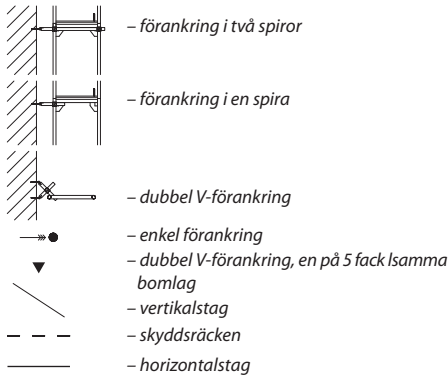 – förankring i två spiror
– förankring i en spira
– dubbel V-förankring
– enkel förankring
– dubbel V-förankring, en på 5 fack Isamma
bomlag
– vertikalstag
– skyddsräcken
– horizontalstag